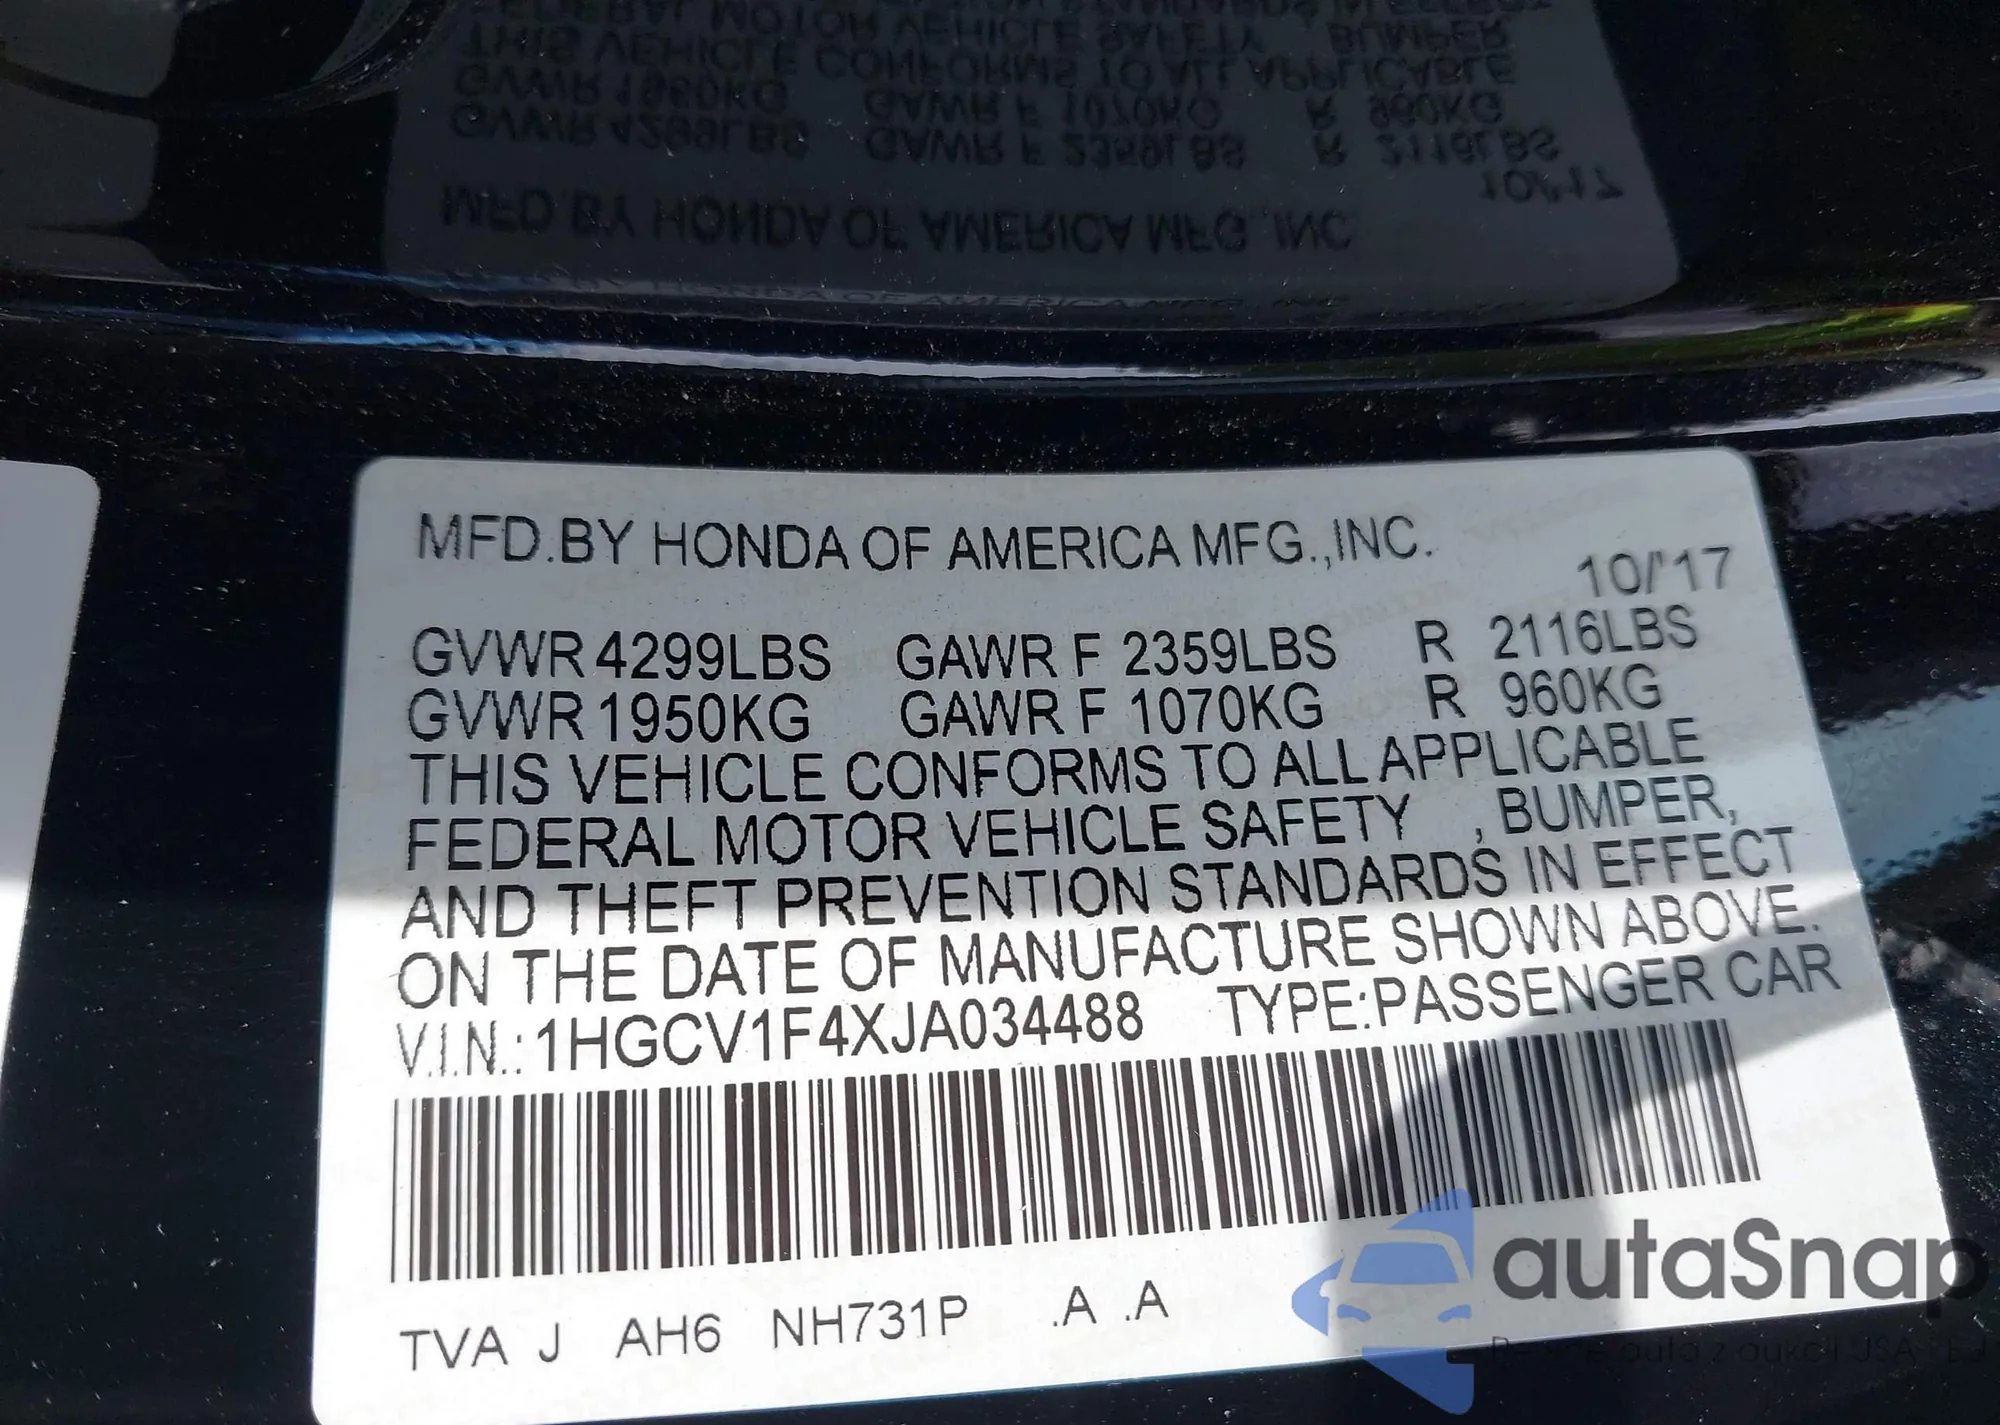 MFD.BY HONDA OF AMERICA MFG.,INC.
10/'17
GVWR 4299LBS GAWR F 2359LBS R 2116LBS
GVWR 1950KG GAWR F 1070KG R 960KG
THIS VEHICLE CONFORMS TO ALL APPLICABLE
FEDERAL MOTOR VEHICLE SAFETY , BUMPER,
AND THEFT PREVENTION STANDARDS IN EFFECT
ON THE DATE OF MANUFACTURE SHOWN ABOVE.
V.I.N.: 1HGCV1F4XJA034488 TYPE:PASSENGER CAR
TVA J AH6 NH731P .A .A
autaSnap